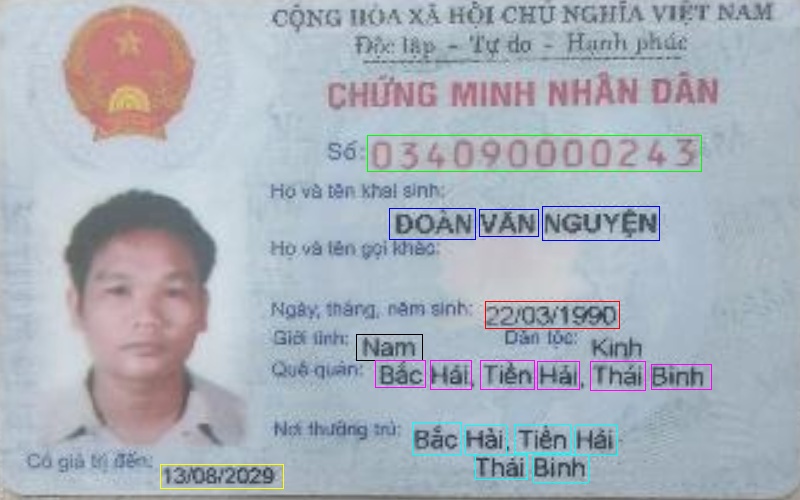 CỘNG HÒA XÃ HỘI CHỦ NGHĨA VIỆT NAM
Độc lập - Tự do - Hạnh phúc
CHỨNG MINH NHÂN DÂN
Số: 034090000243
Họ và tên khai sinh:
ĐOÀN VĂN NGUYỆN
Họ và tên gọi khác:
Ngày, tháng, năm sinh: 22/03/1990
Giới tính: Nam Dân tộc: Kinh
Quê quán: Bắc Hải, Tiền Hải, Thái Bình
Nơi thường trú: Bắc Hải, Tiền Hải
Thái Bình
Có giá trị đến: 13/08/2029